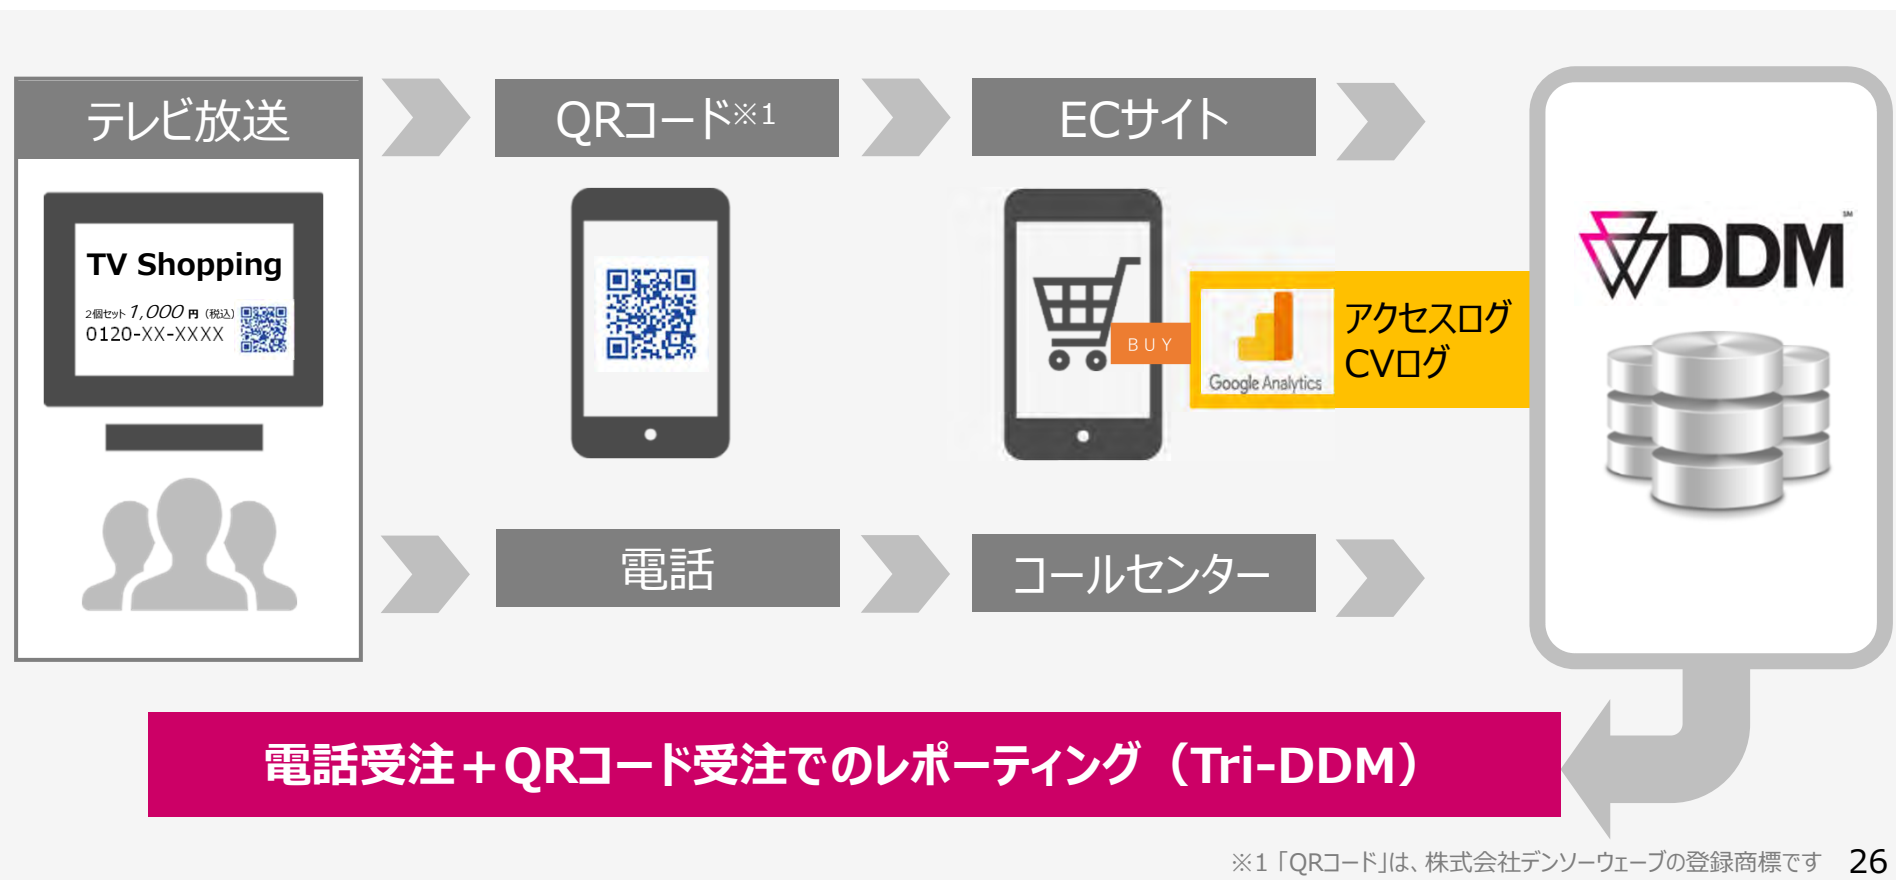 テレビ放送
QRコード※1
ECサイト
TV Shopping
2個セット 1,000 円 (税込)
0120-XX-XXXX
BUY
Google Analytics
アクセスログ
CVログ
DDM SM
電話
コールセンター
電話受注＋QRコード受注でのレポーティング（Tri-DDM）
※1 「QRコード」は、株式会社デンソーウェーブの登録商標です
26